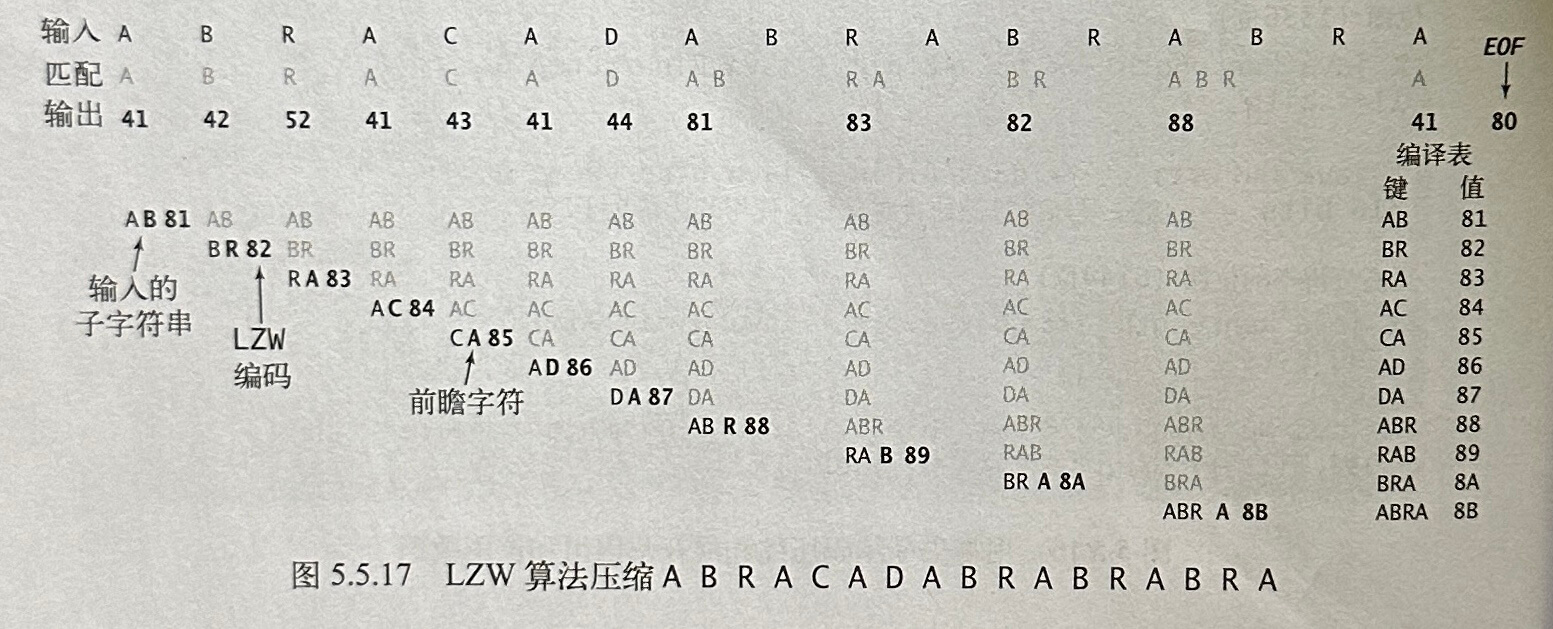 输入 A B R A C A D A B R A B R A B R A EOF
匹配 A B R A C A D A B R A B R A B R A
输出 41 42 52 41 43 41 44 81 83 82 88 41 80
编译表
键 值
AB 81 AB AB AB AB AB AB AB AB AB AB AB 81
BR 82 BR BR BR BR BR BR BR BR BR BR 82
RA 83 RA RA RA RA RA RA RA RA RA 83
输入的
子字符串
AC 84 AC AC AC AC AC AC AC AC 84
LZW
编码
CA 85 CA CA CA CA CA CA CA 85
AD 86 AD AD AD AD AD AD 86
前瞻字符
DA 87 DA DA DA DA DA 87
ABR 88 ABR ABR ABR ABR 88
RAB 89 RAB RAB RAB 89
BRA 8A BRA BRA 8A
ABRA 8B ABRA 8B
图 5.5.17 LZW 算法压缩 A B R A C A D A B R A B R A B R A